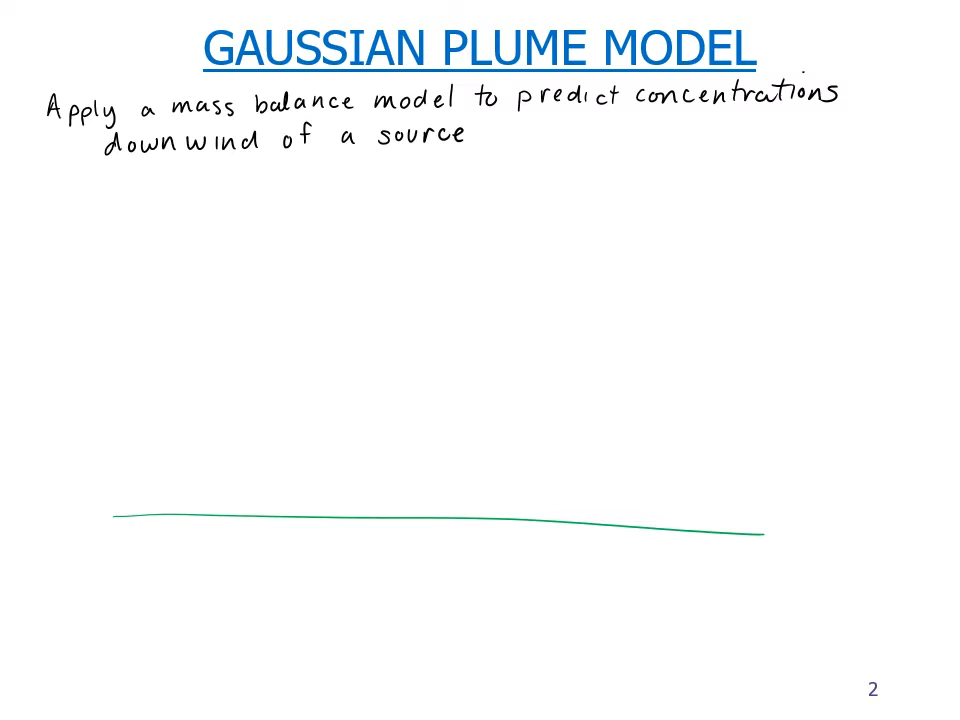 GAUSSIAN PLUME MODEL
Apply a mass balance model to predict concentrations
downwind of a source
2